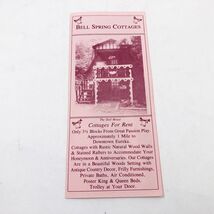 BELL SPRING COTTAGES
The Doll House
Cottages For Rent
Only 3½ Blocks From Great Passion Play.
Approximately 1 Mile to
Downtown Eureka.
Cottages with Rustic Natural Wood Walls
& Stained Rafters to Accommodate Your
Honeymoon & Anniversaries. Our Cottages
Are in a Beautiful Woods Setting with
Antique Country Decor, Frilly Furnishings,
Private Baths, Air Conditioned,
Poster King & Queen Beds,
Trolley at Your Door.